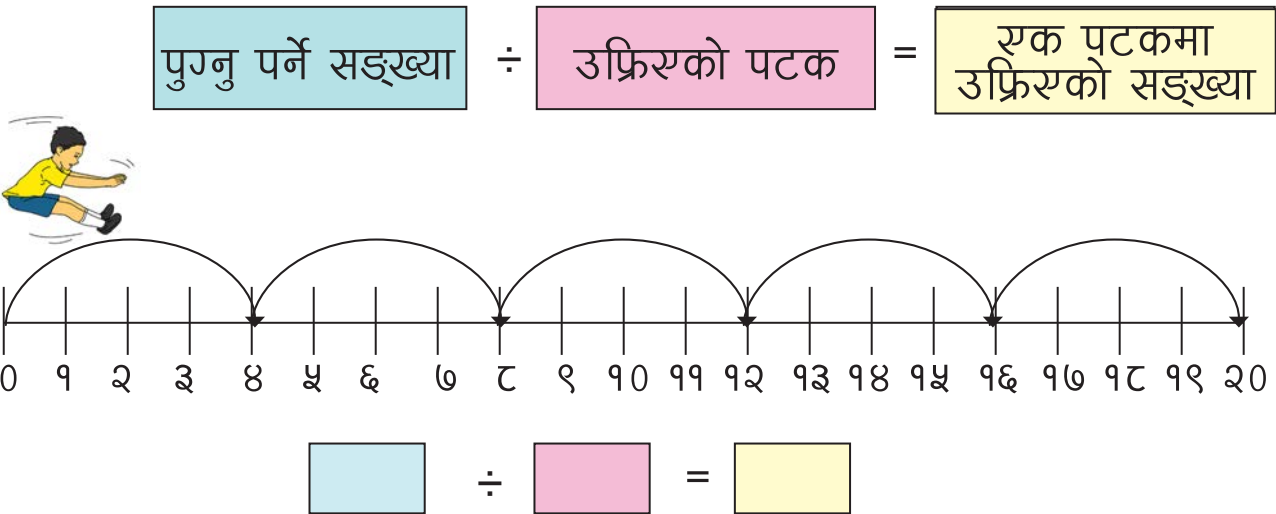 पुग्नु पर्ने सङ्ख्या ÷ उफ्रिएको पटक = एक पटकमा
उफ्रिएको सङ्ख्या
० १ २ ३ ४ ५ ६ ७ ८ ९ १० ११ १२ १३ १४ १५ १६ १७ १८ १९ २०
÷ =